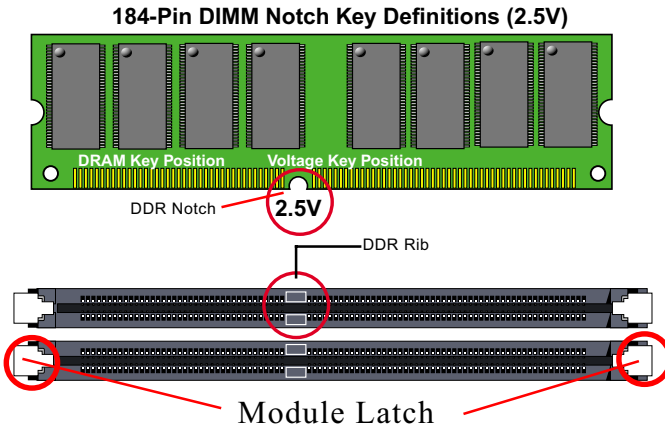 184-Pin DIMM Notch Key Definitions (2.5V)
DRAM Key Position
Voltage Key Position
DDR Notch
2.5V
DDR Rib
Module Latch